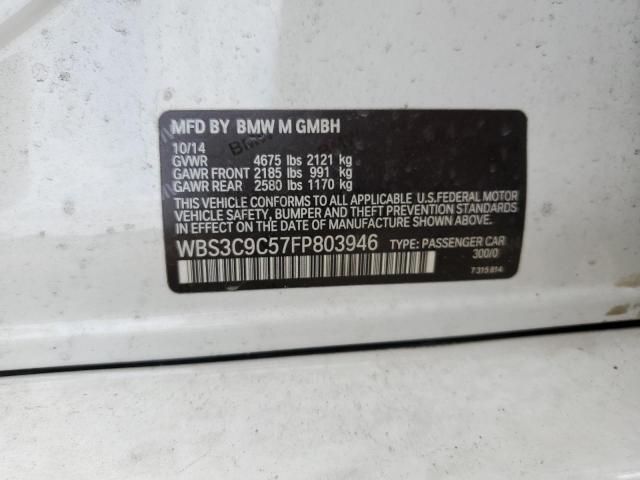 MFD BY BMW M GMBH
10/14
GVWR 4675 lbs 2121 kg
GAWR FRONT 2185 lbs 991 kg
GAWR REAR 2580 lbs 1170 kg
THIS VEHICLE CONFORMS TO ALL APPLICABLE U.S.FEDERAL MOTOR
VEHICLE SAFETY, BUMPER AND THEFT PREVENTION STANDARDS IN
EFFECT ON THE DATE OF MANUFACTURE SHOWN ABOVE.
WBS3C9C57FP803946 TYPE: PASSENGER CAR
300/0
7 315 814